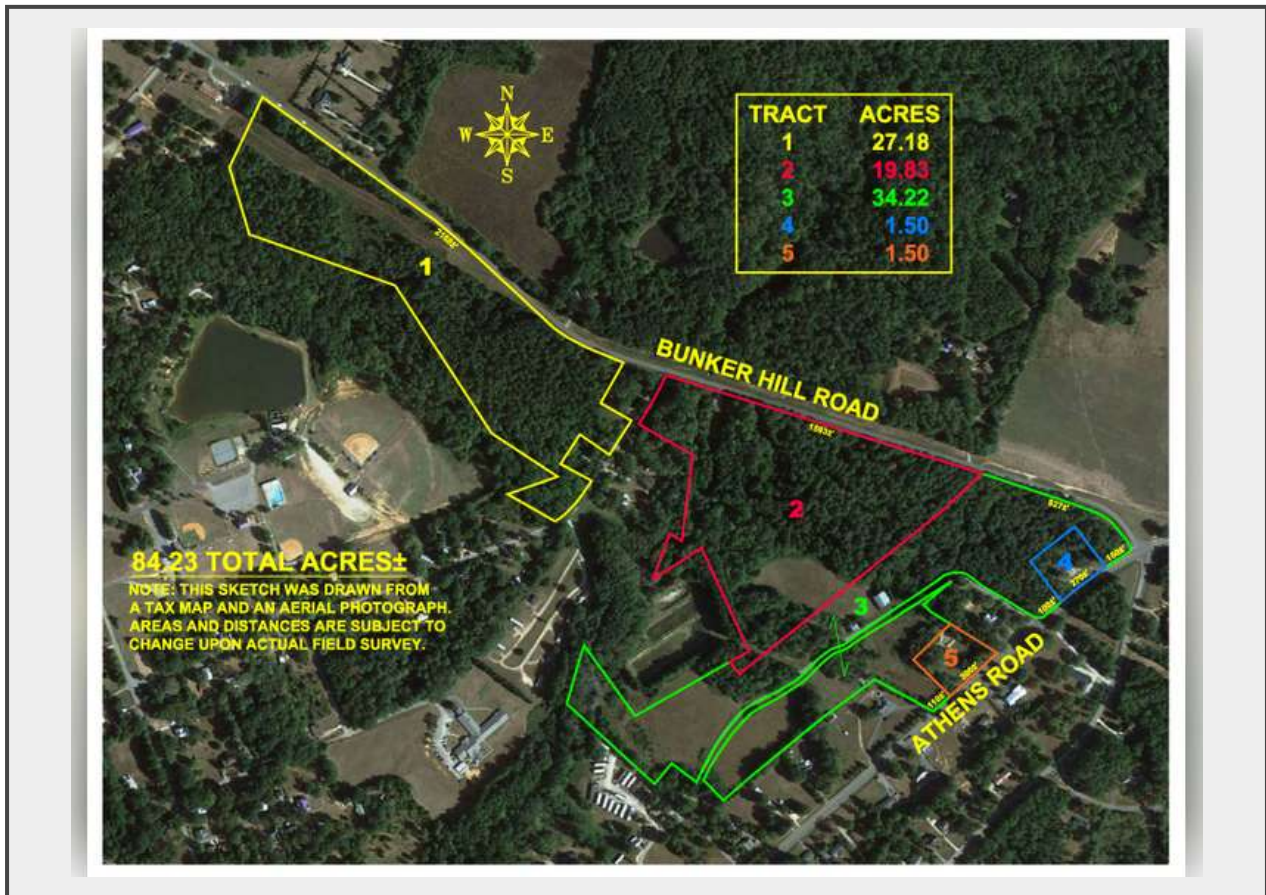 N
W E
S
TRACT ACRES
1 27.18
2 19.83
3 34.22
4 1.50
5 1.50
1
BUNKER HILL ROAD
2
3
4
5
ATHENS ROAD
84.23 TOTAL ACRES±
NOTE: THIS SKETCH WAS DRAWN FROM
A TAX MAP AND AN AERIAL PHOTOGRAPH.
AREAS AND DISTANCES ARE SUBJECT TO
CHANGE UPON ACTUAL FIELD SURVEY.